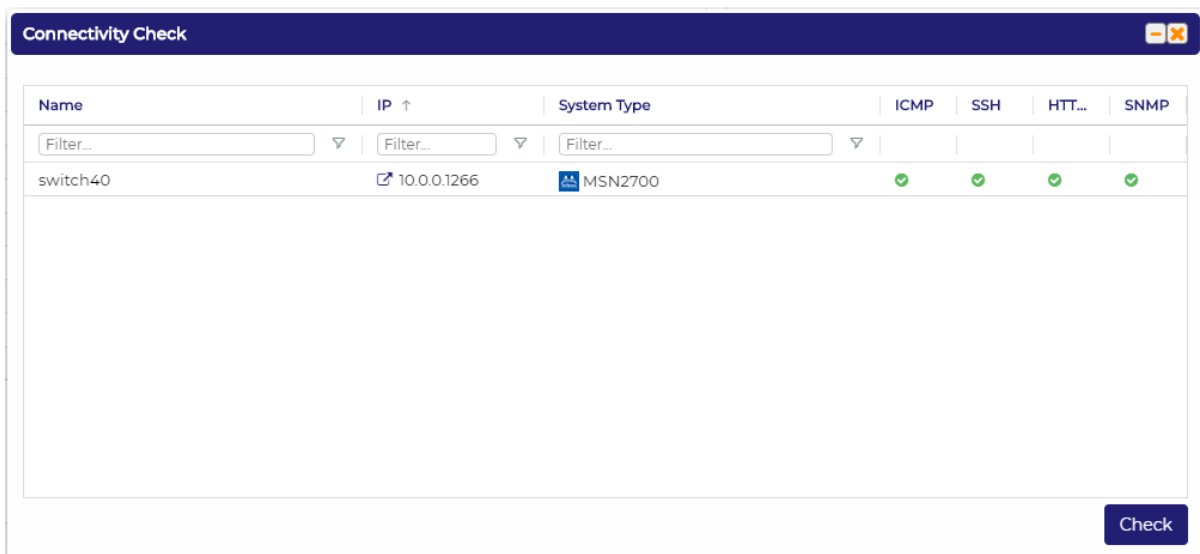 Connectivity Check
Name IP ↑ System Type ICMP SSH HTT... SNMP
Filter... Filter... Filter...
switch40 10.0.0.1266 MSN2700
Check